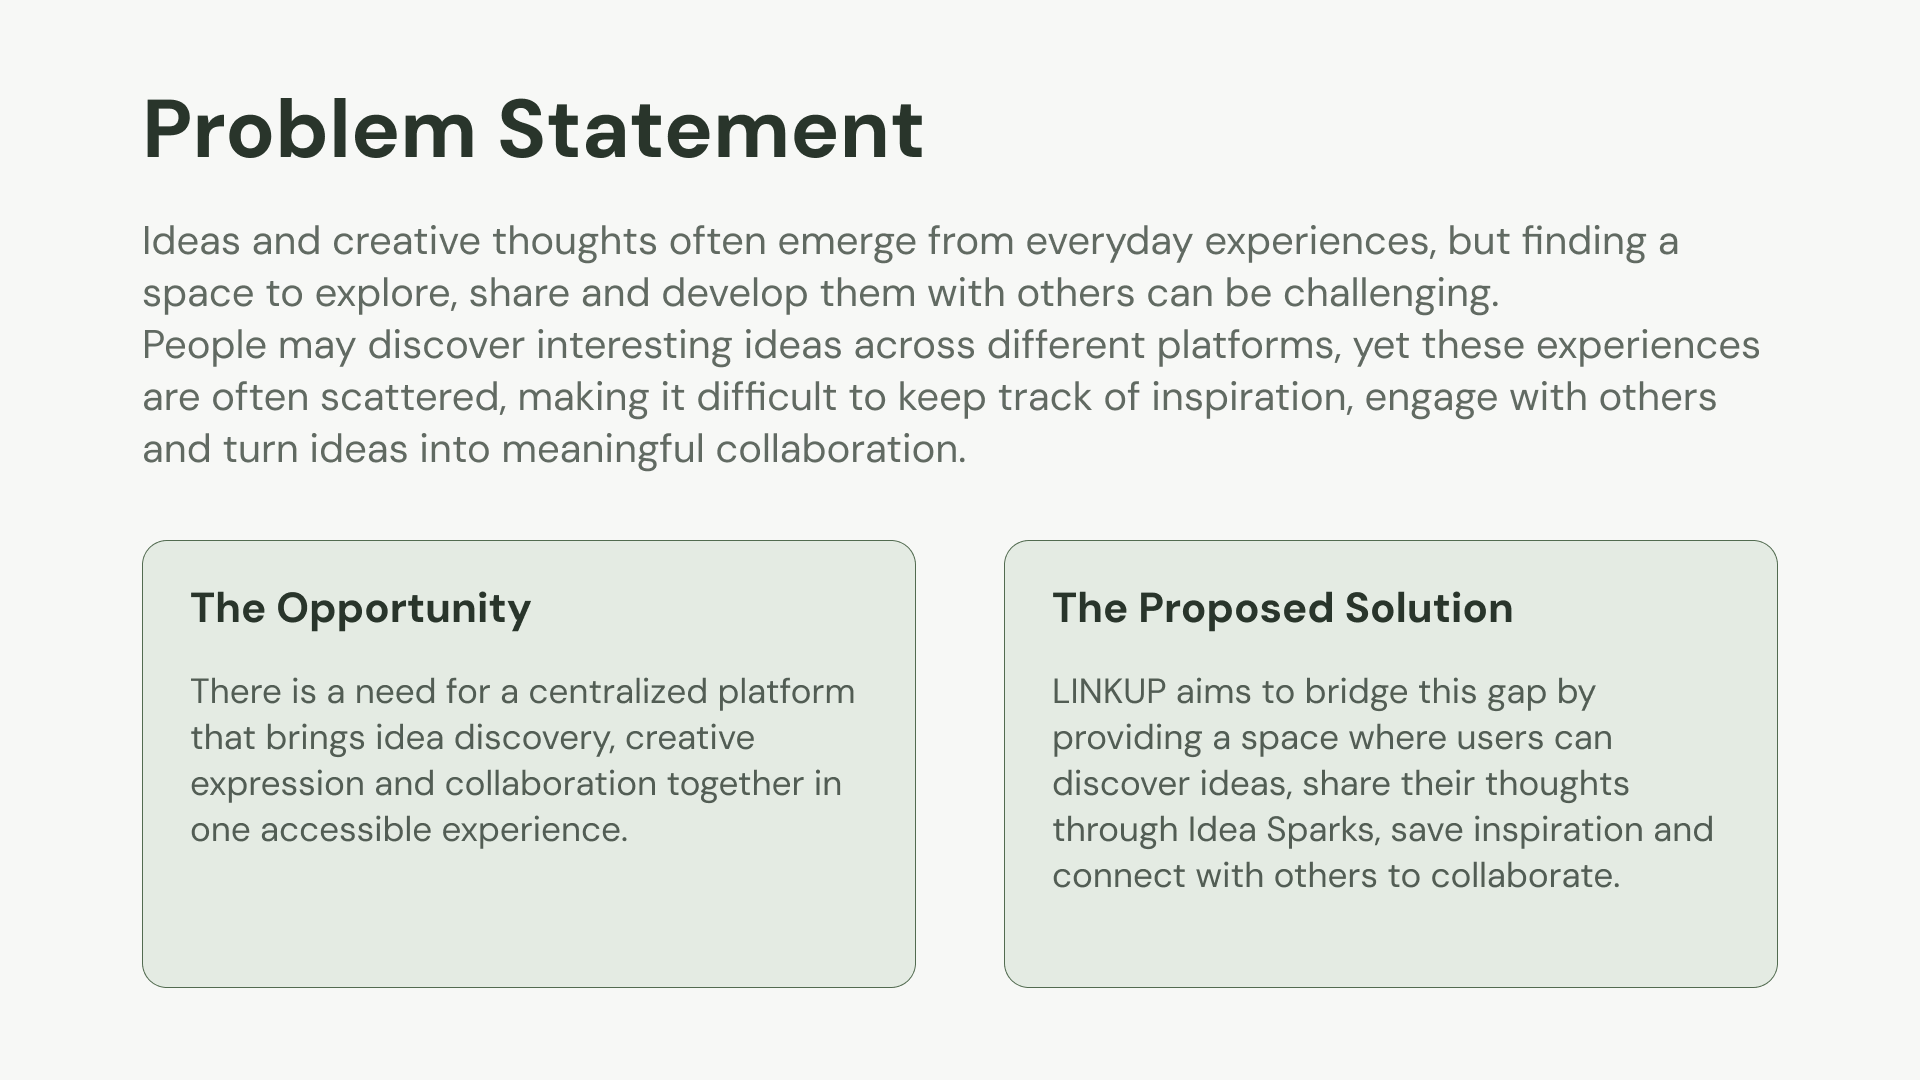 Problem Statement
Ideas and creative thoughts often emerge from everyday experiences, but finding a
space to explore, share and develop them with others can be challenging.
People may discover interesting ideas across different platforms, yet these experiences
are often scattered, making it difficult to keep track of inspiration, engage with others
and turn ideas into meaningful collaboration.
The Opportunity
There is a need for a centralized platform
that brings idea discovery, creative
expression and collaboration together in
one accessible experience.
The Proposed Solution
LINKUP aims to bridge this gap by
providing a space where users can
discover ideas, share their thoughts
through Idea Sparks, save inspiration and
connect with others to collaborate.